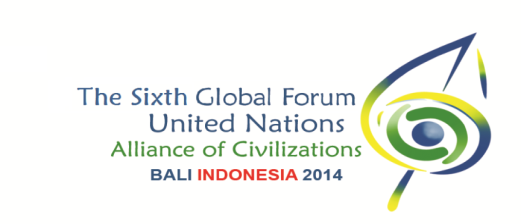 The Sixth Global Forum
United Nations
Alliance of Civilizations
BALI INDONESIA 2014